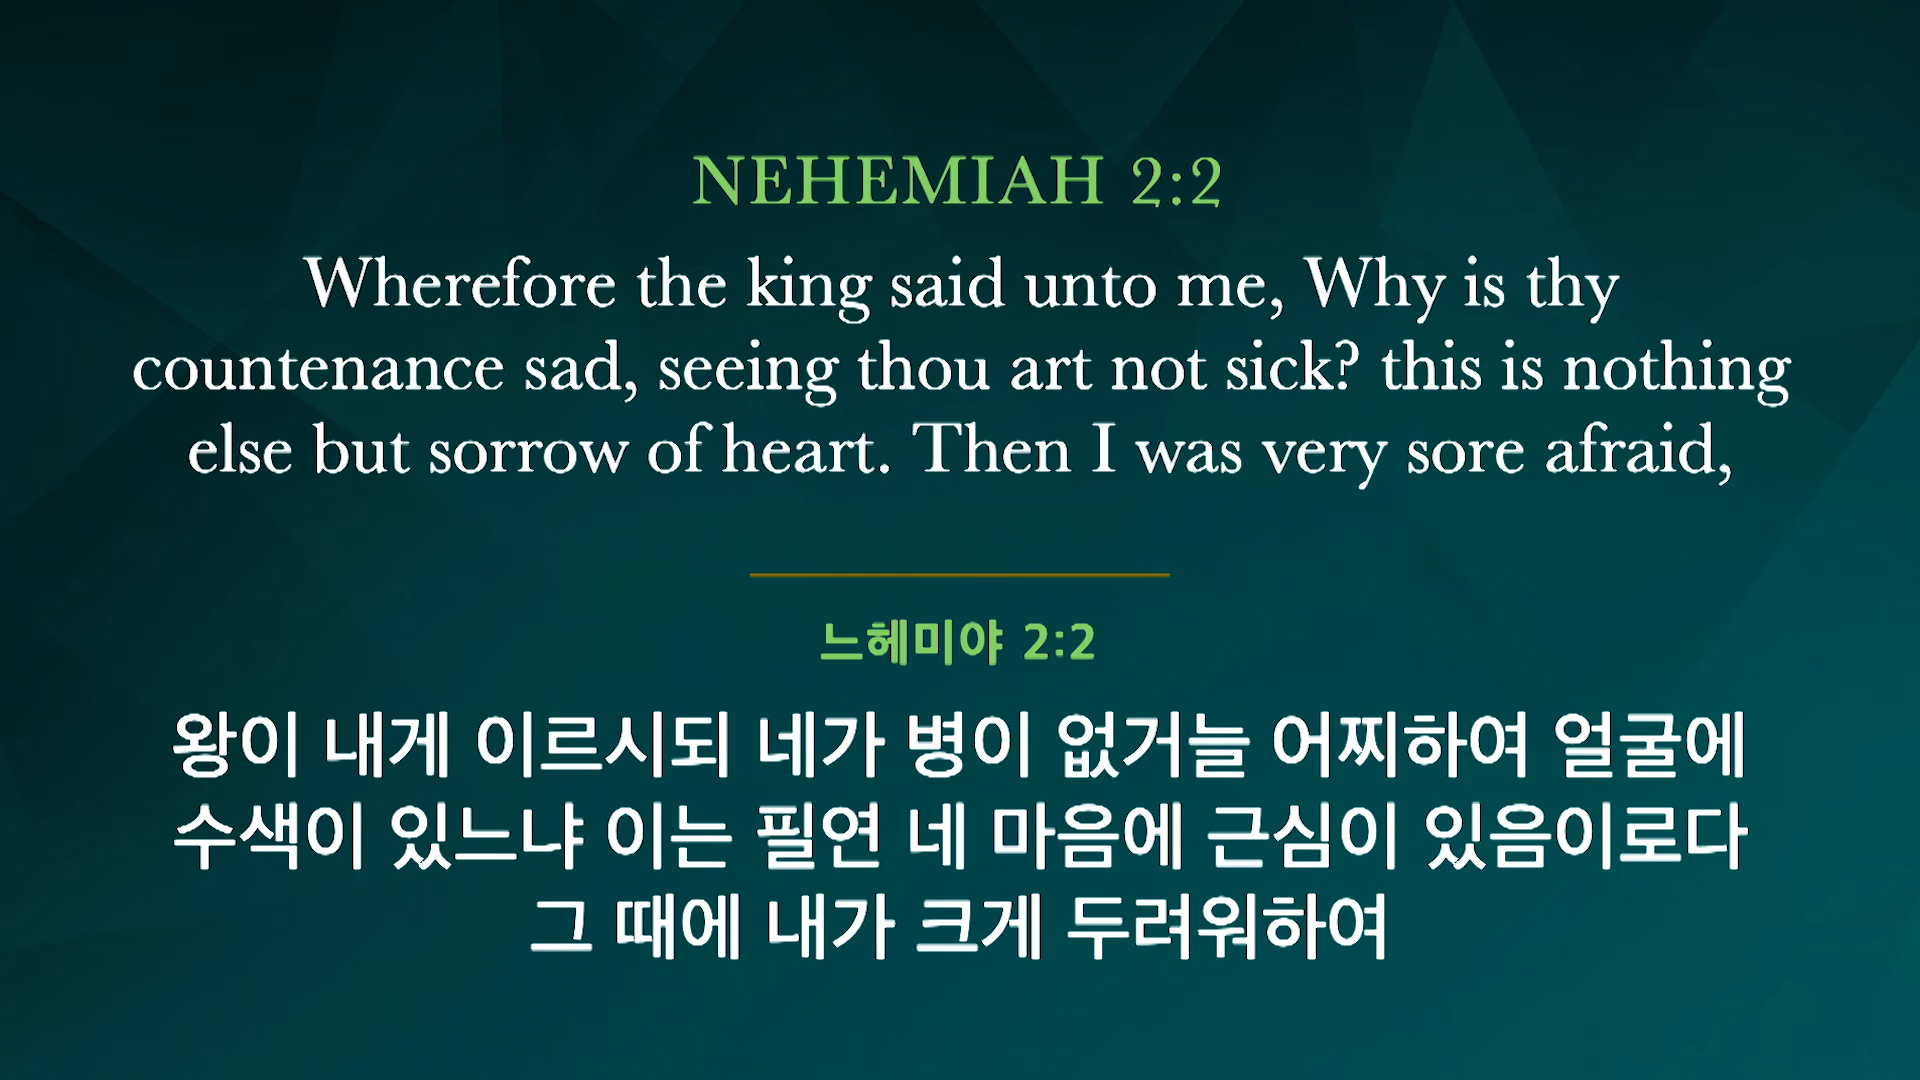 NEHEMIAH 2:2
Wherefore the king said unto me, Why is thy
countenance sad, seeing thou art not sick? this is nothing
else but sorrow of heart. Then I was very sore afraid,
느헤미야 2:2
왕이 내게 이르시되 네가 병이 없거늘 어찌하여 얼굴에
수색이 있느냐 이는 필연 네 마음에 근심이 있음이로다
그 때에 내가 크게 두려워하여